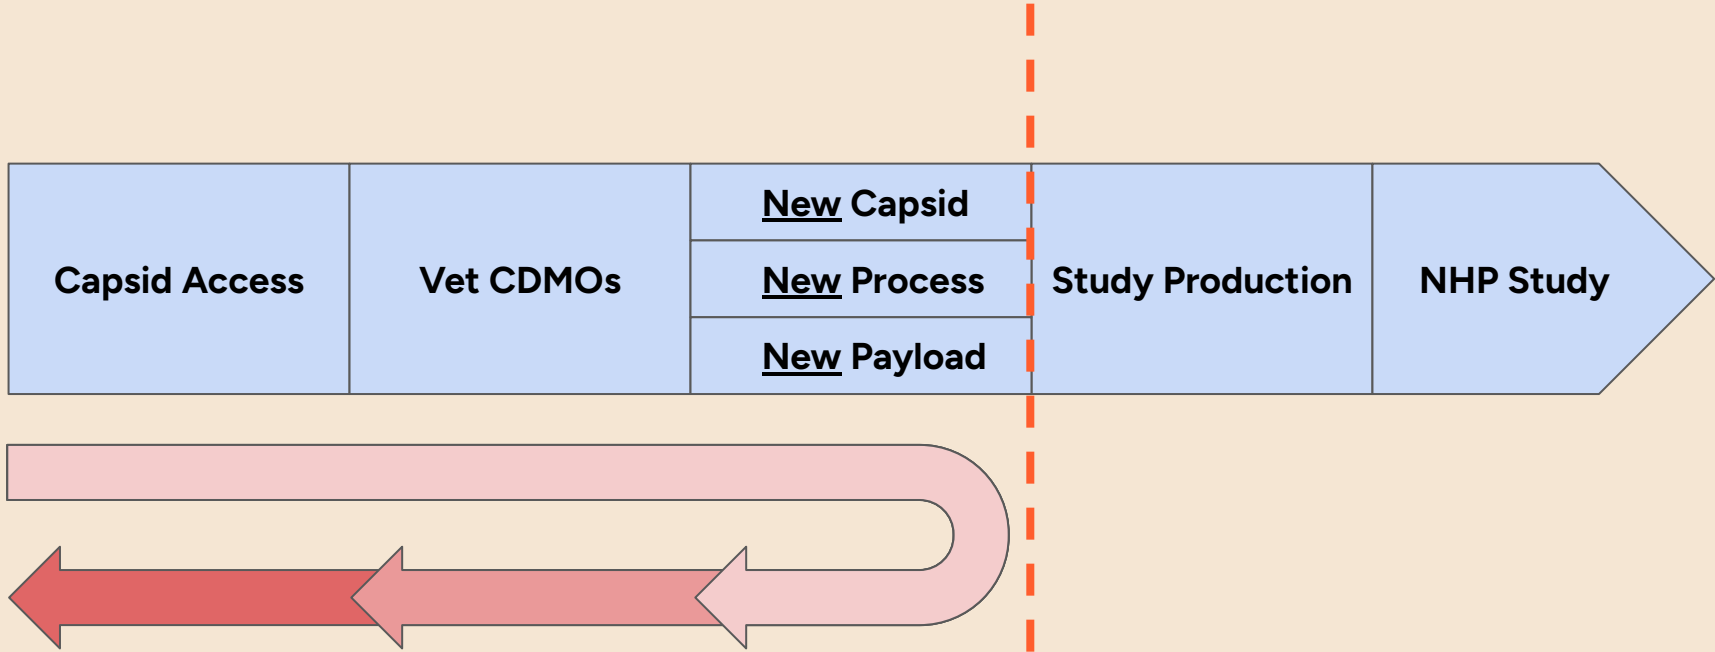 Capsid Access
Vet CDMOs
New Capsid
New Process
New Payload
Study Production
NHP Study